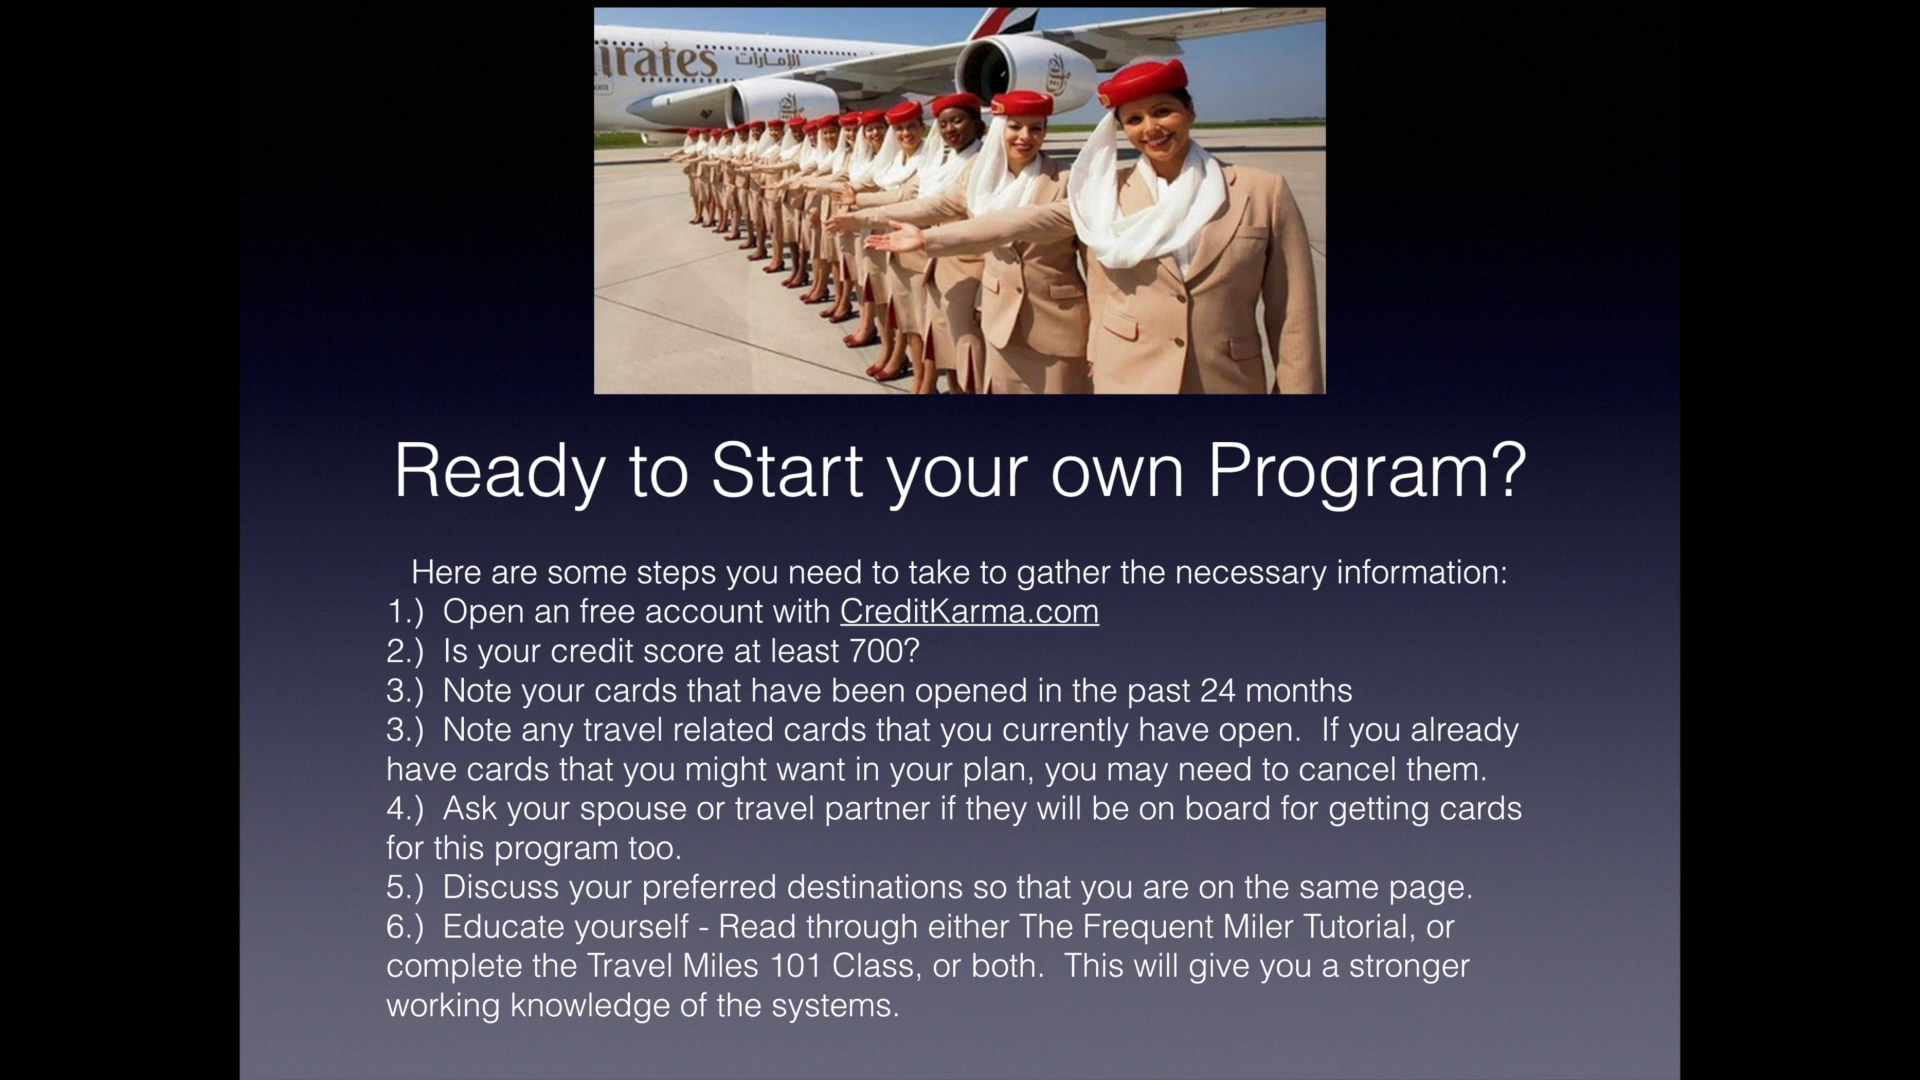 irates الإمارات
Ready to Start your own Program?
Here are some steps you need to take to gather the necessary information:
1.)  Open an free account with CreditKarma.com
2.)  Is your credit score at least 700?
3.)  Note your cards that have been opened in the past 24 months
3.)  Note any travel related cards that you currently have open.  If you already
have cards that you might want in your plan, you may need to cancel them.
4.)  Ask your spouse or travel partner if they will be on board for getting cards
for this program too.
5.)  Discuss your preferred destinations so that you are on the same page.
6.)  Educate yourself - Read through either The Frequent Miler Tutorial, or
complete the Travel Miles 101 Class, or both.  This will give you a stronger
working knowledge of the systems.